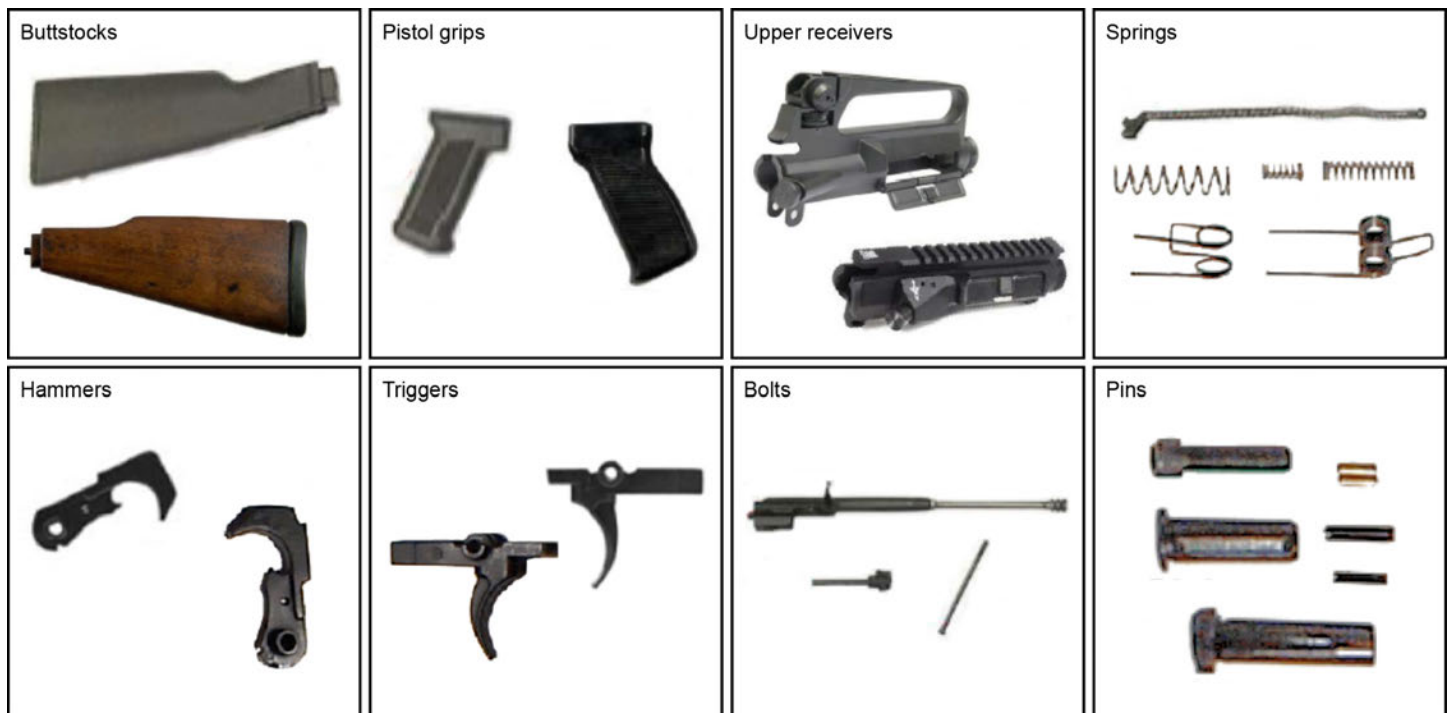 Buttstocks
Pistol grips
Upper receivers
Springs
Hammers
Triggers
Bolts
Pins